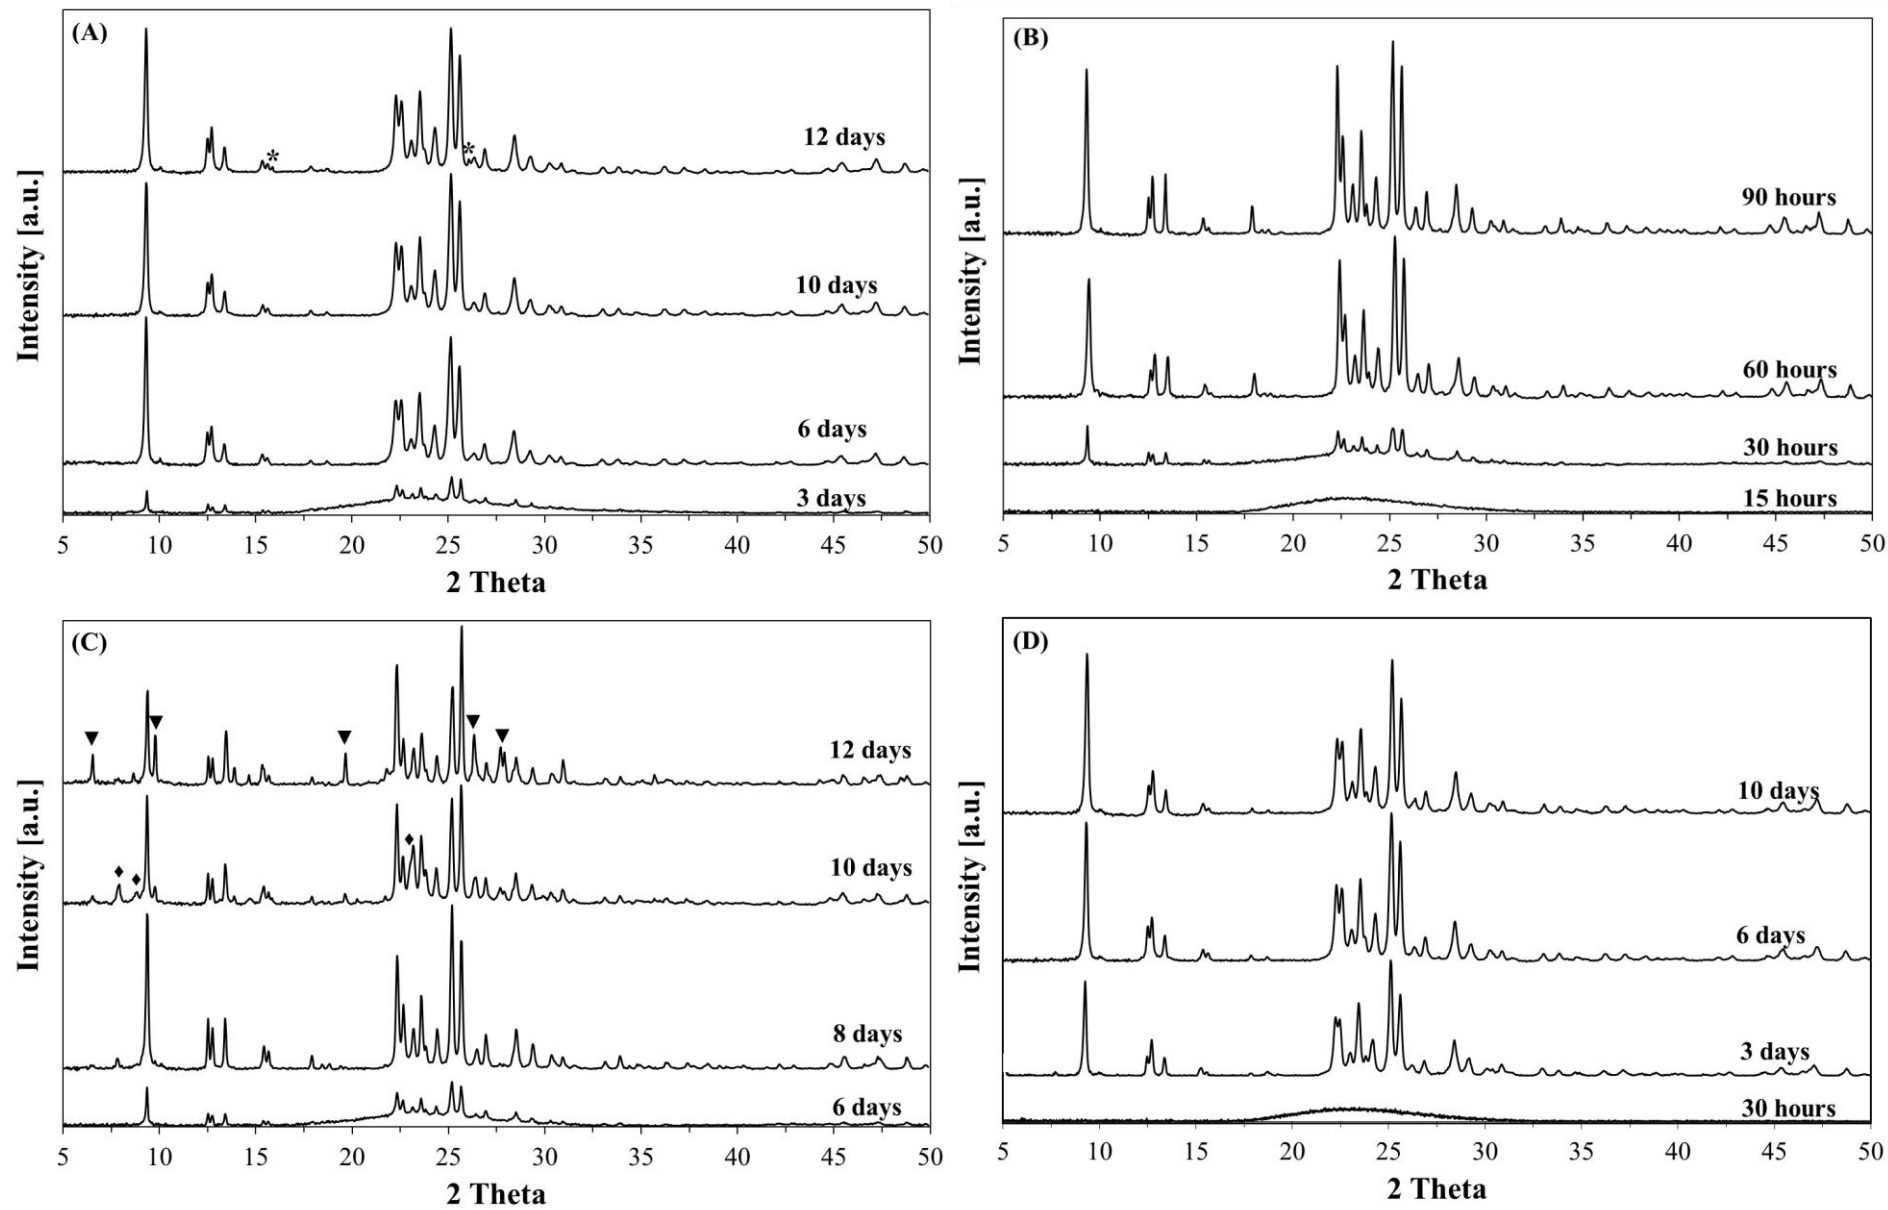 (A)
*
*
12 days
10 days
6 days
3 days
Intensity [a.u.]
5 10 15 20 25 30 35 40 45 50
2 Theta
(B)
90 hours
60 hours
30 hours
15 hours
Intensity [a.u.]
5 10 15 20 25 30 35 40 45 50
2 Theta
(C)
12 days
10 days
8 days
6 days
Intensity [a.u.]
5 10 15 20 25 30 35 40 45 50
2 Theta
(D)
10 days
6 days
3 days
30 hours
Intensity [a.u.]
5 10 15 20 25 30 35 40 45 50
2 Theta